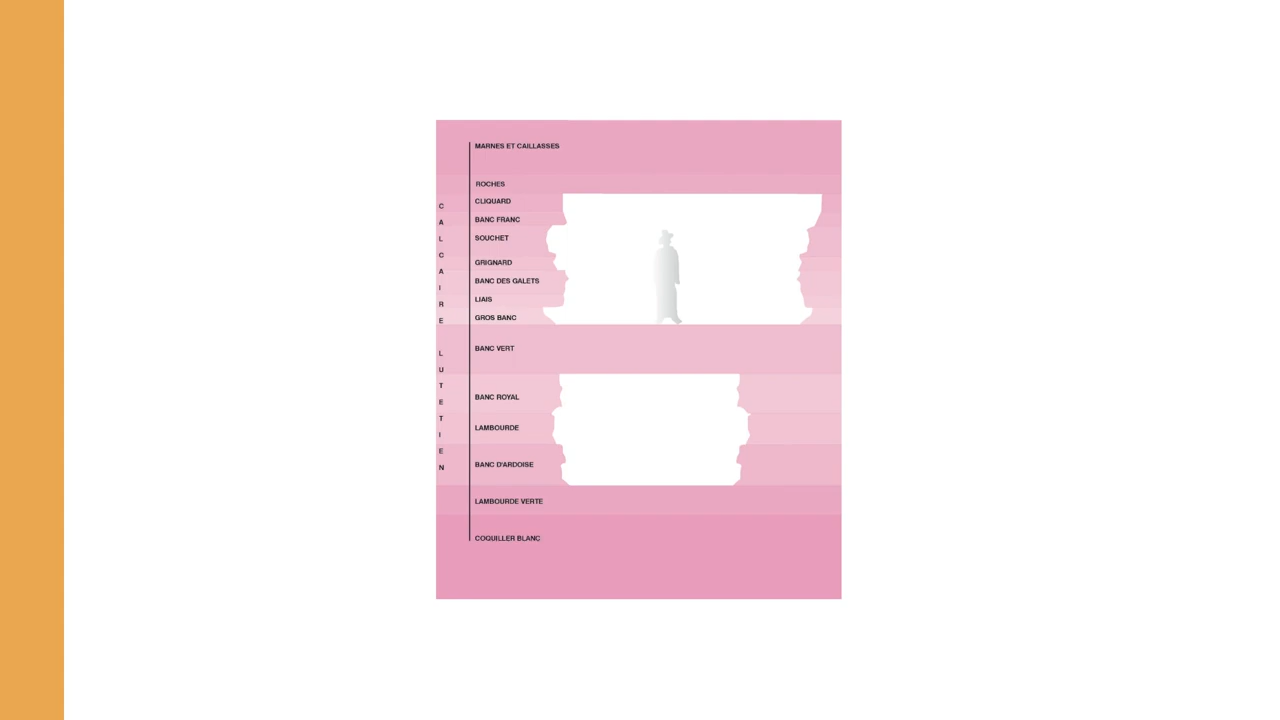 MARNES ET CAILLASSES
ROCHES
CLIQUARD
BANC FRANC
SOUCHET
GRIGNARD
BANC DES GALETS
LIAIS
GROS BANC
BANC VERT
BANC ROYAL
LAMBOURDE
BANC D'ARDOISE
LAMBOURDE VERTE
COQUILLER BLANC
CALCAIRE LUTETIEN